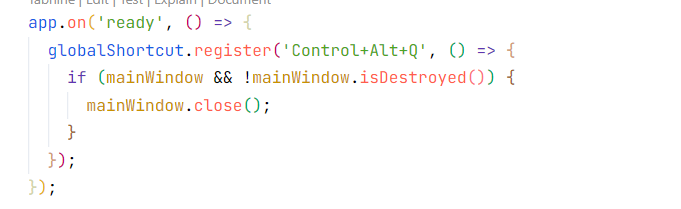 Tabnine | Edit | Test | Explain | Document
app.on('ready', () => {
  globalShortcut.register('Control+Alt+Q', () => {
    if (mainWindow && !mainWindow.isDestroyed()) {
      mainWindow.close();
    }
  });
});